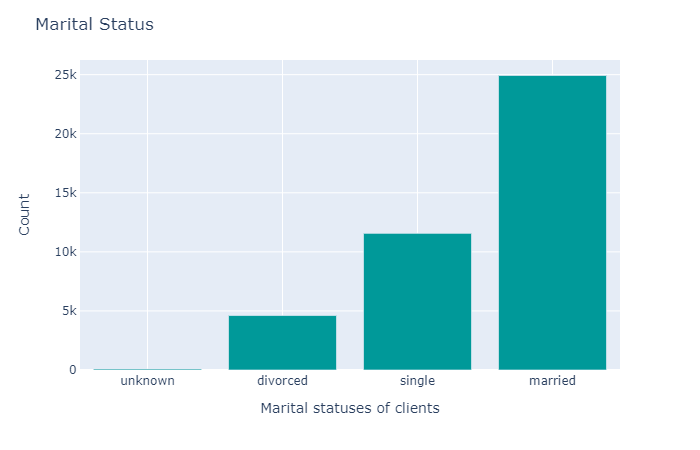 Marital Status
25k
20k
15k
10k
5k
0
Count
unknown divorced single married
Marital statuses of clients